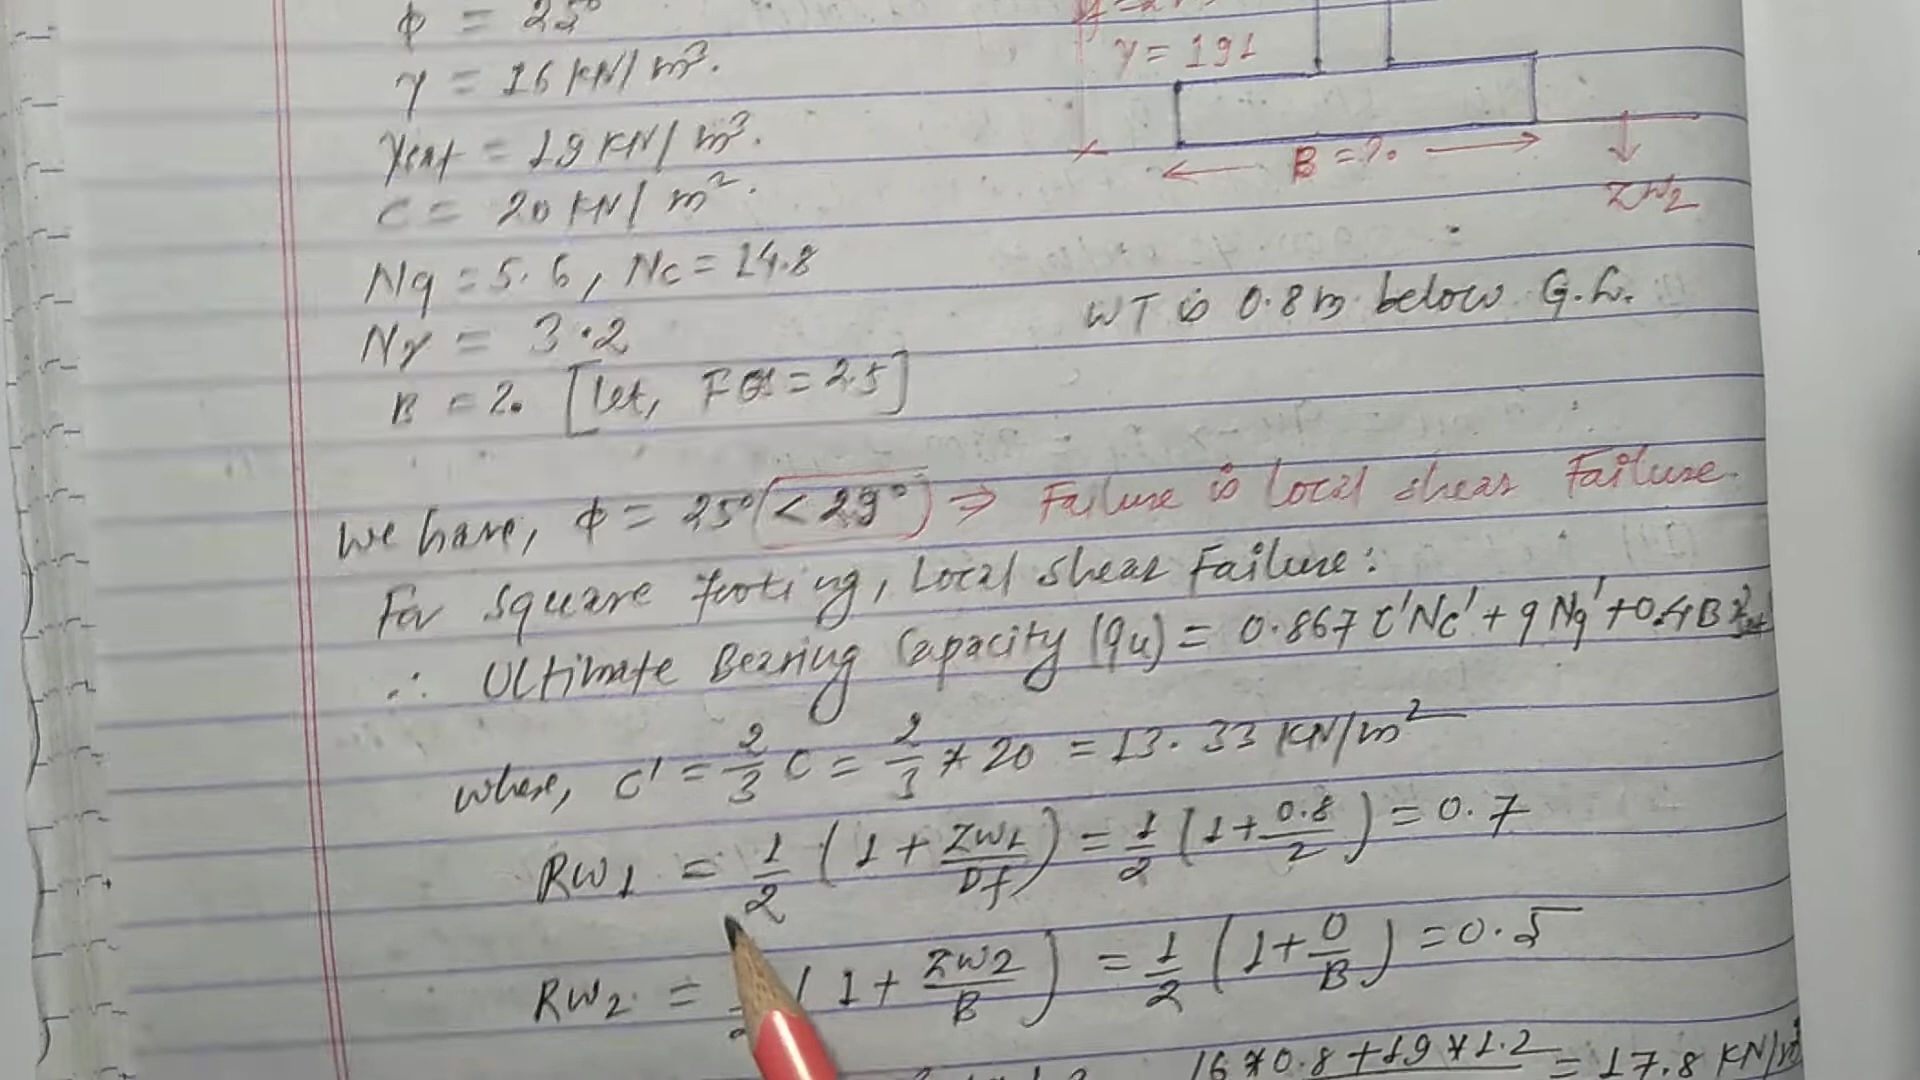 φ = 25°
γ = 16 KN/m³.
γ = 19 1
γsat = 19 KN/m³.
B = ?.
C = 20 KN/m².
ZW2
Nq = 5.6, Nc = 14.8
WT is 0.8m below G.L.
Nγ = 3.2
B = ?. [let, FOS = 2.5]
We have, φ = 25° (< 29°) ⇒ Failure is local shear Failure.
For square footing, Local shear Failure:
∴ Ultimate Bearing Capacity (qu) = 0.867 C'Nc' + q Nq' + 0.4B
where, C' = 2/3 C = 2/3 * 20 = 13.33 KN/m²
RW1 = 1/2 (1 + ZW1/Df) = 1/2 (1 + 0.8/2) = 0.7
RW2 = ( 1 + ZW2/B ) = 1/2 (1 + 0/B) = 0.5
16*0.8+19*1.2 = 17.8 KN/m³